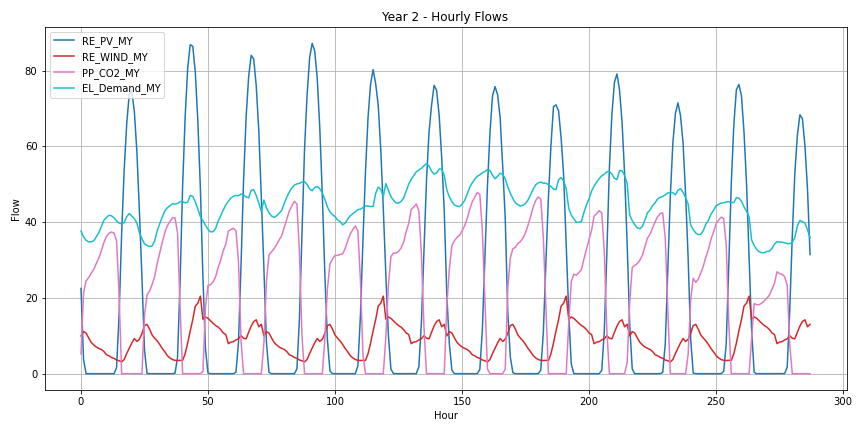 Year 2 - Hourly Flows
RE_PV_MY
RE_WIND_MY
PP_CO2_MY
EL_Demand_MY
Flow
80
60
40
20
0
0 50 100 150 200 250 300
Hour